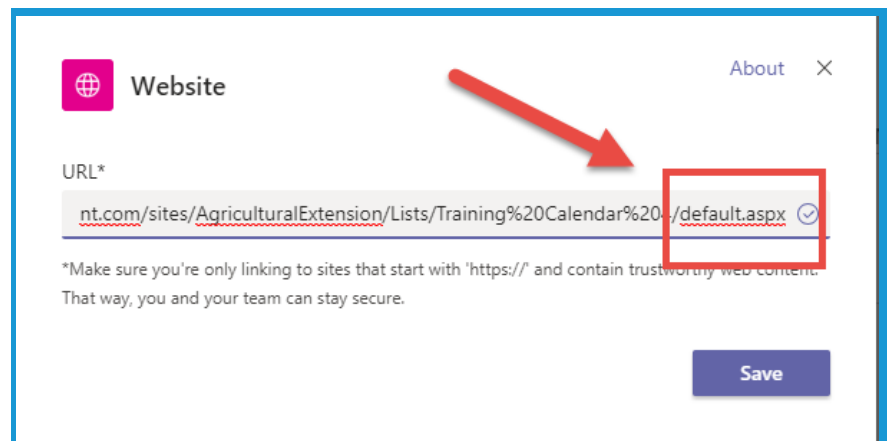 Website
About
URL*
nt.com/sites/AgriculturalExtension/Lists/Training%20Calendar%204/default.aspx
*Make sure you're only linking to sites that start with 'https://' and contain trustworthy web content.
That way, you and your team can stay secure.
Save